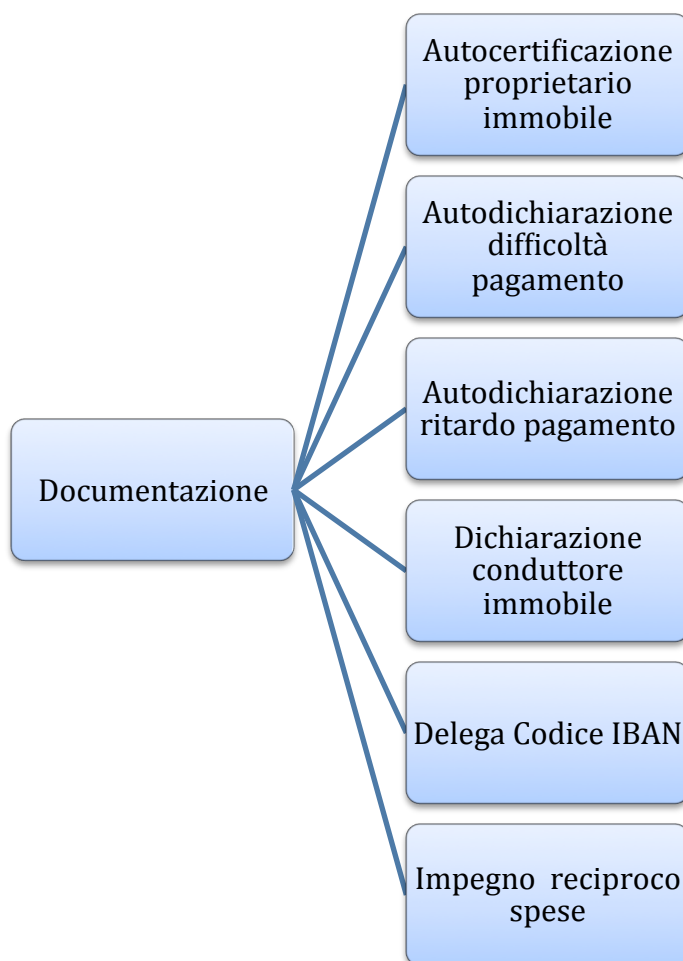 Autocertificazione
proprietario
immobile
Autodichiarazione
difficoltà
pagamento
Autodichiarazione
ritardo pagamento
Documentazione
Dichiarazione
conduttore
immobile
Delega Codice IBAN
Impegno  reciproco
spese